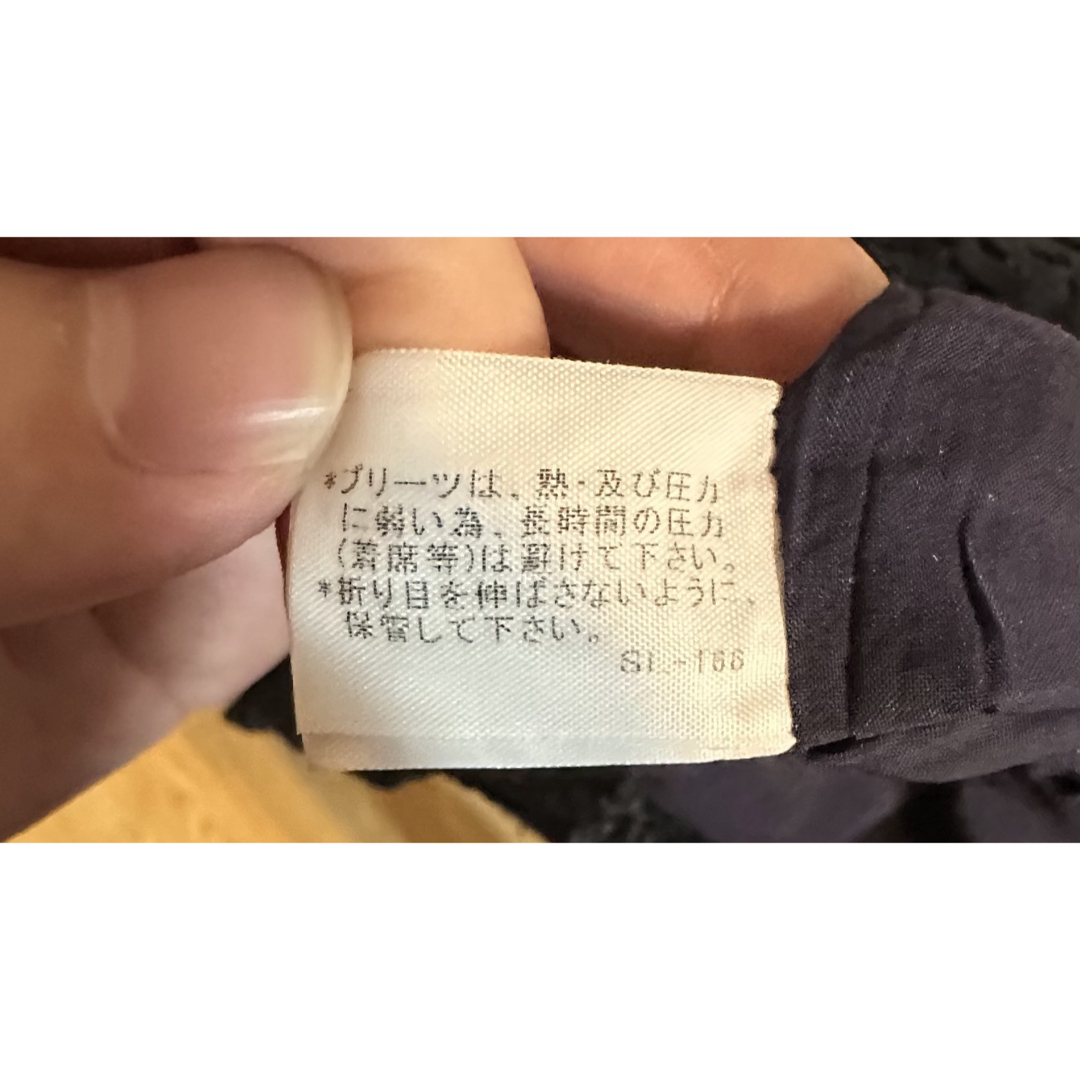 *プリーツは、熱・及び圧力
に弱い為、長時間の圧力
(着席等)は避けて下さい。
*折り目を伸ばさないように、
保管して下さい。
SL-166